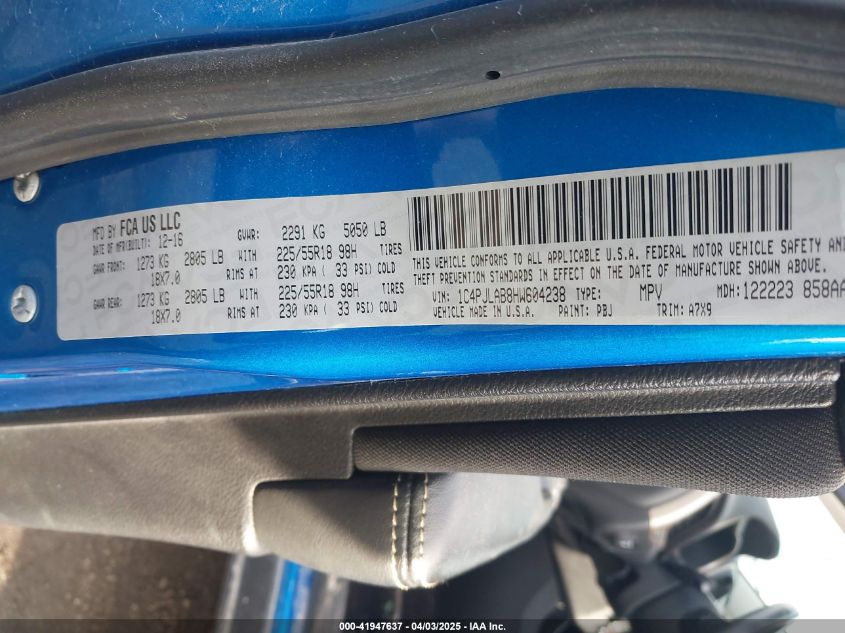 MFD BY FCA US LLC
DATE OF MFR(BUILT): 12-16 GVWR: 2291 KG 5050 LB
GAWR FRONT: 1273 KG 2805 LB WITH 225/55R18 98H TIRES
18X7.0 RIMS AT 230 KPA ( 33 PSI) COLD
GAWR REAR: 1273 KG 2805 LB WITH 225/55R18 98H TIRES
18X7.0 RIMS AT 230 KPA ( 33 PSI) COLD
THIS VEHICLE CONFORMS TO ALL APPLICABLE U.S.A. FEDERAL MOTOR VEHICLE SAFETY AND
THEFT PREVENTION STANDARDS IN EFFECT ON THE DATE OF MANUFACTURE SHOWN ABOVE.
VIN: 1C4PJLAB8HW604238 TYPE: MPV MDH: 122223 858AA
VEHICLE MADE IN U.S.A. PAINT: PBJ TRIM: A7X9
000-41947637 - 04/03/2025 - IAA Inc.